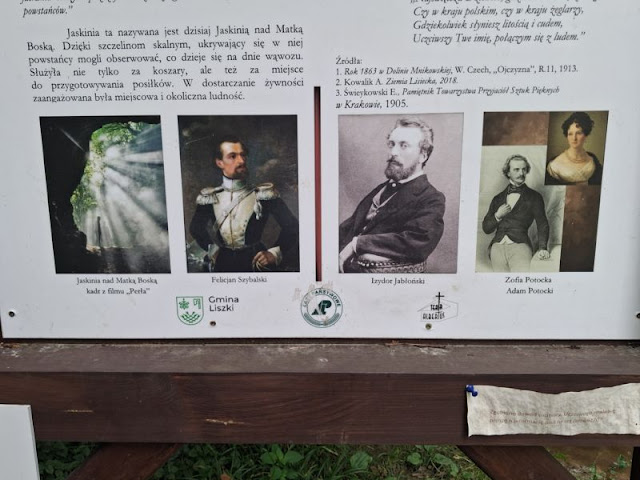 powstańców."
Jaskinia ta nazywana jest dzisiaj Jaskinią nad Matką
Boską. Dzięki szczelinom skalnym, ukrywający się w niej
powstańcy mogli obserwować, co dzieje się na dnie wąwozu.
Służyła nie tylko za koszary, ale też za miejsce
do przygotowywania posiłków. W dostarczanie żywności
zaangażowana była miejscowa i okoliczna ludność.
Czy w kraju polskim, czy w kraju żeglarzy,
Gdziekolwiek słyniesz litością i cudem,
Uczciwszy Twe imię, połączym się z ludem."
Źródła:
1. Rok 1863 w Dolinie Mnikowskiej, W. Czech, „Ojczyzna", R.11, 1913.
2. Kowalik A. Ziemia Lisiecka, 2018.
3. Świeykowski E., Pamiętnik Towarzystwa Przyjaciół Sztuk Pięknych
w Krakowie, 1905.
Jaskinia nad Matką Boską
kadr z filmu „Perła"
Felicjan Szybalski
Izydor Jabłoński
Zofia Potocka
Adam Potocki
Gmina
Liszki